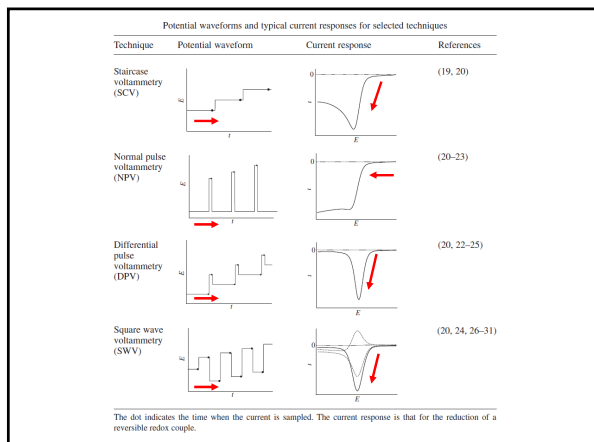 Potential waveforms and typical current responses for selected techniques
Technique Potential waveform Current response References
Staircase
voltammetry
(SCV)
E
t
0
i
E
(19, 20)
Normal pulse
voltammetry
(NPV)
E
t
0
i
E
(20–23)
Differential
pulse
voltammetry
(DPV)
E
t
0
i
E
(20, 22–25)
Square wave
voltammetry
(SWV)
E
t
0
i
E
(20, 24, 26–31)
The dot indicates the time when the current is sampled. The current response is that for the reduction of a
reversible redox couple.